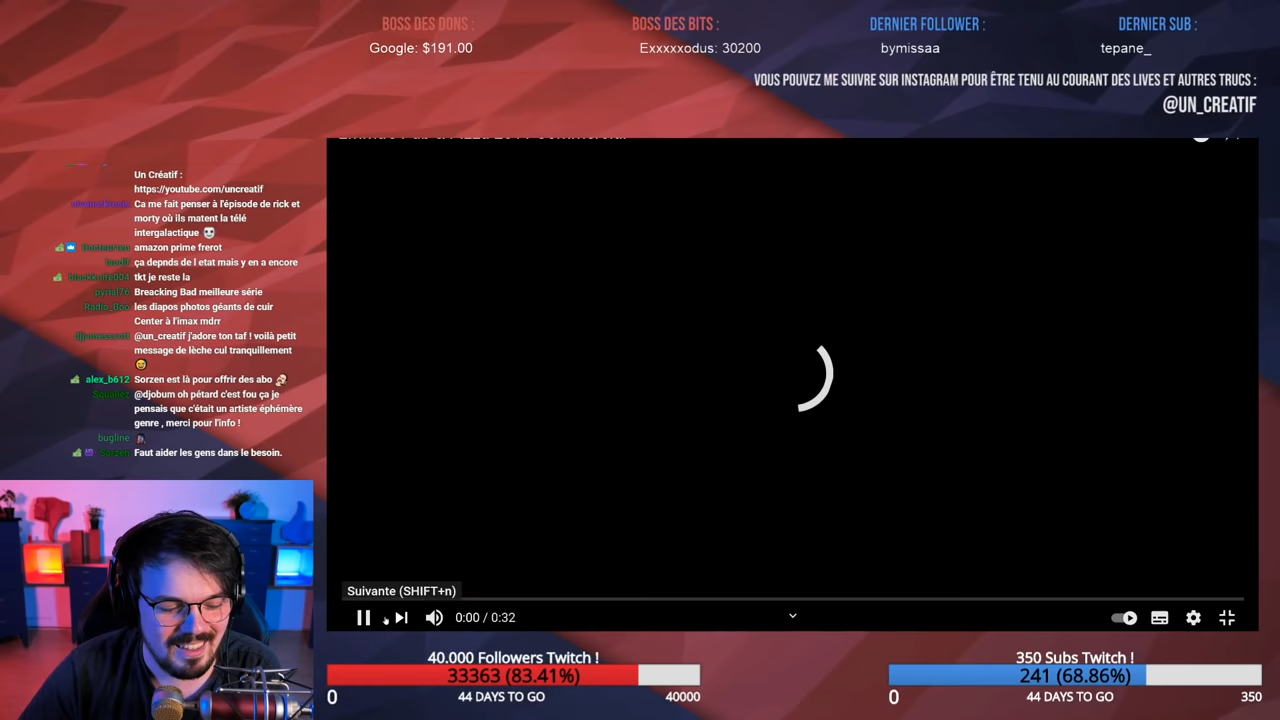 BOSS DES DONS :
Google: $191.00
BOSS DES BITS :
Exxxxxodus: 30200
DERNIER FOLLOWER :
bymissaa
DERNIER SUB :
tepane_
VOUS POUVEZ ME SUIVRE SUR INSTAGRAM POUR ÊTRE TENU AU COURANT DES LIVES ET AUTRES TRUCS :
@UN_CREATIF
Un Créatif :
https://youtube.com/uncreatif
Ca me fait penser à l'épisode de rick et
morty où ils matent la télé
intergalactique
amazon prime frerot
ça depnds de l etat mais y en a encore
tkt je reste la
pyrial76 Breacking Bad meilleure série
Radio_Boo les diapos photos géants de cuir
Center à l'imax mdrr
@un_creatif j'adore ton taf ! voilà petit
message de lèche cul tranquillement
alex_b612 Sorzen est là pour offrir des abo
@djobum oh pétard c'est fou ça je
pensais que c'était un artiste éphémère
genre , merci pour l'info !
bugline
Sorzen Faut aider les gens dans le besoin.
Suivante (SHIFT+n)
0:00 / 0:32
40.000 Followers Twitch !
33363 (83.41%)
0 44 DAYS TO GO 40000
350 Subs Twitch !
241 (68.86%)
0 44 DAYS TO GO 350